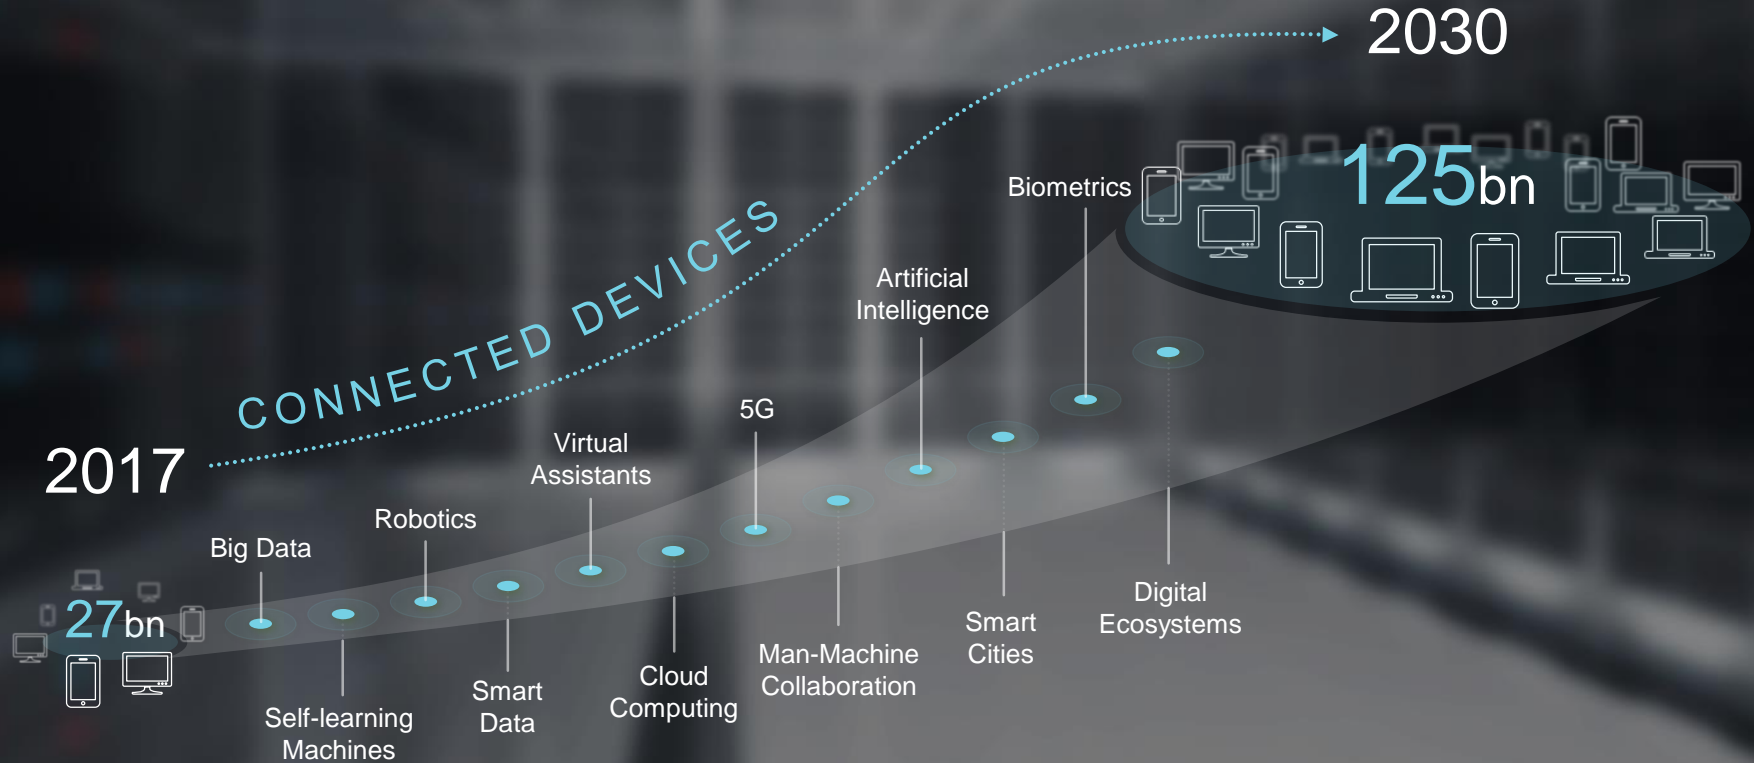 2030
125bn
Biometrics
CONNECTED DEVICES
Artificial
Intelligence
5G
2017
Virtual
Assistants
Robotics
Big Data
27bn
Self-learning
Machines
Smart
Data
Cloud
Computing
Man-Machine
Collaboration
Smart
Cities
Digital
Ecosystems